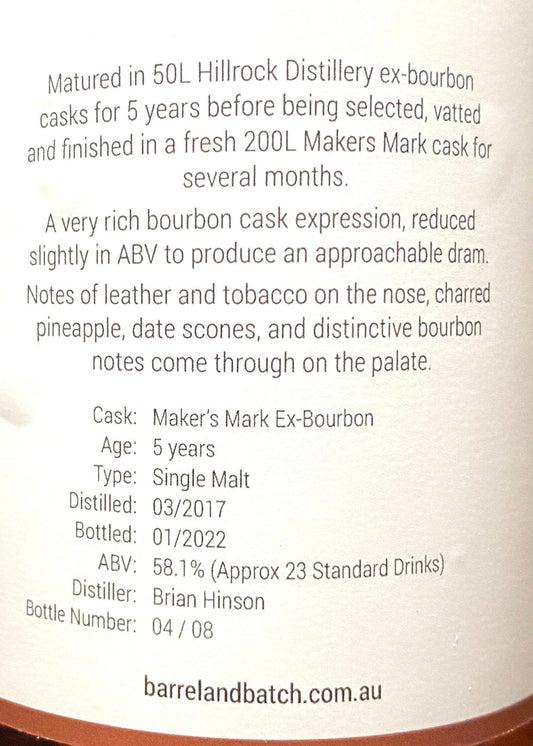 Matured in 50L Hillrock Distillery ex-bourbon
casks for 5 years before being selected, vatted
and finished in a fresh 200L Makers Mark cask for
several months.
A very rich bourbon cask expression, reduced
slightly in ABV to produce an approachable dram.
Notes of leather and tobacco on the nose, charred
pineapple, date scones, and distinctive bourbon
notes come through on the palate.
Cask: Maker's Mark Ex-Bourbon
Age: 5 years
Type: Single Malt
Distilled: 03/2017
Bottled: 01/2022
ABV: 58.1% (Approx 23 Standard Drinks)
Distiller: Brian Hinson
Bottle Number: 04 / 08
barrelandbatch.com.au